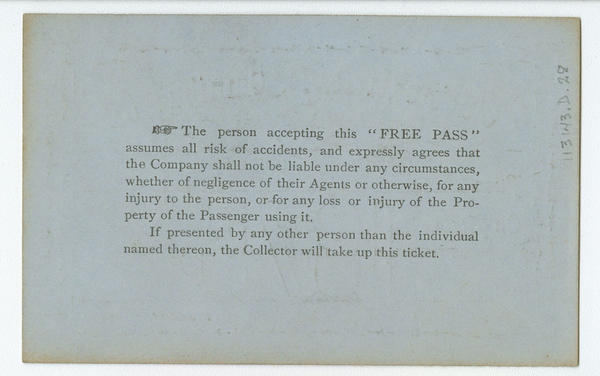 ☞ The person accepting this "FREE PASS"
assumes all risk of accidents, and expressly agrees that
the Company shall not be liable under any circumstances,
whether of negligence of their Agents or otherwise, for any
injury to the person, or for any loss or injury of the Pro-
perty of the Passenger using it.
If presented by any other person than the individual
named thereon, the Collector will take up this ticket.
113143.D.28